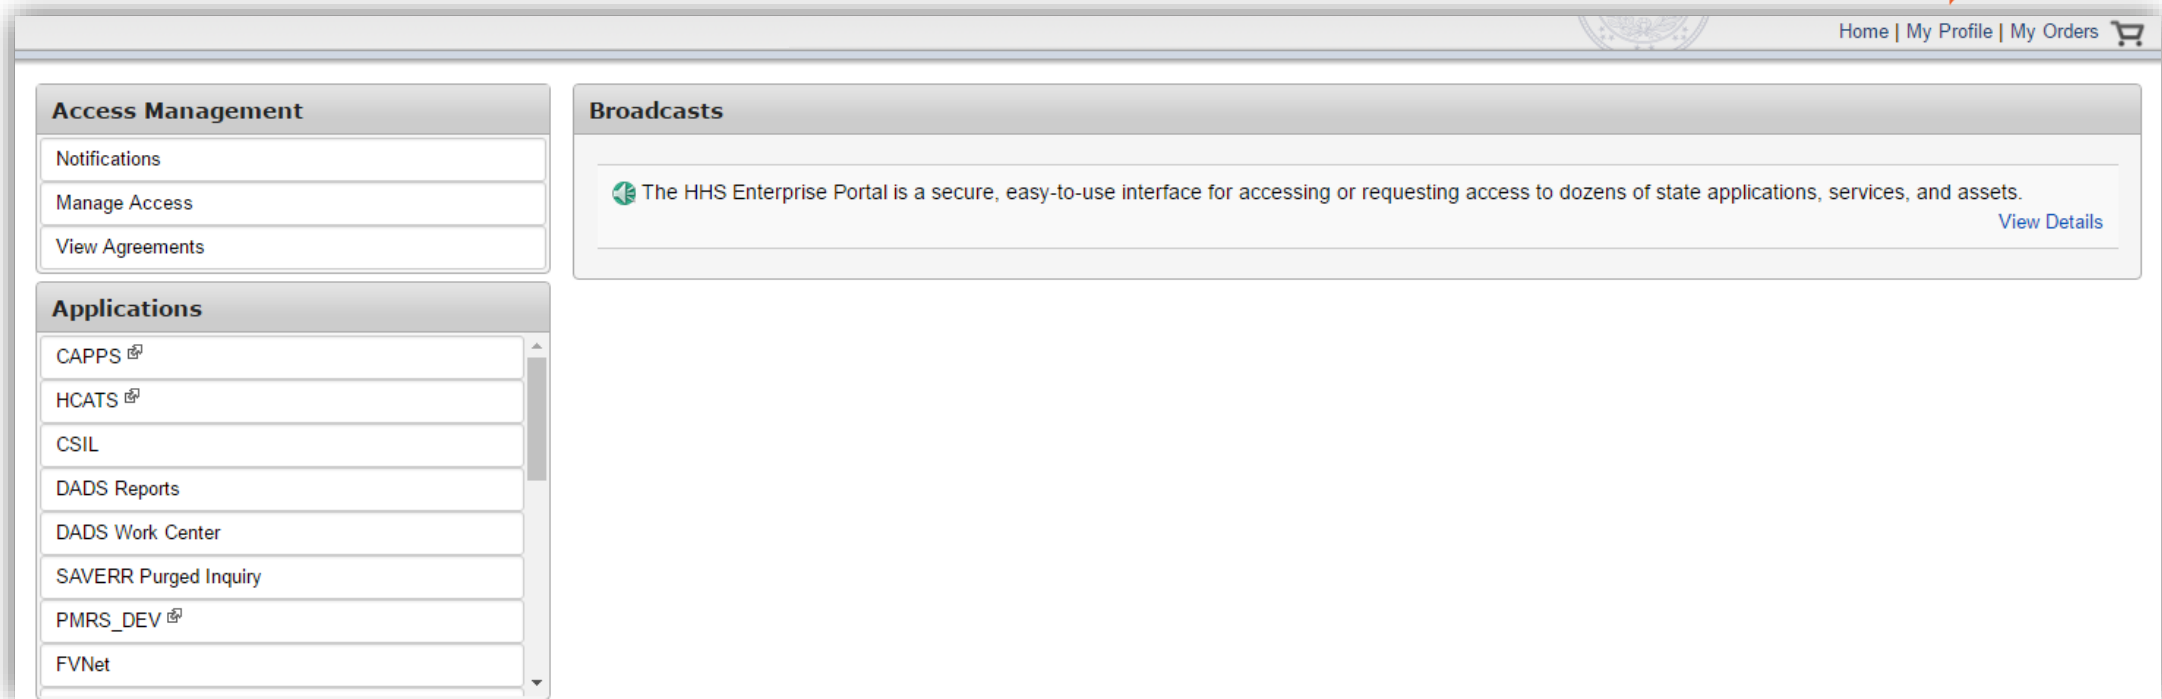 Home | My Profile | My Orders
Access Management
Notifications
Manage Access
View Agreements
Applications
CAPPS
HCATS
CSIL
DADS Reports
DADS Work Center
SAVERR Purged Inquiry
PMRS_DEV
FVNet
Broadcasts
The HHS Enterprise Portal is a secure, easy-to-use interface for accessing or requesting access to dozens of state applications, services, and assets.
View Details